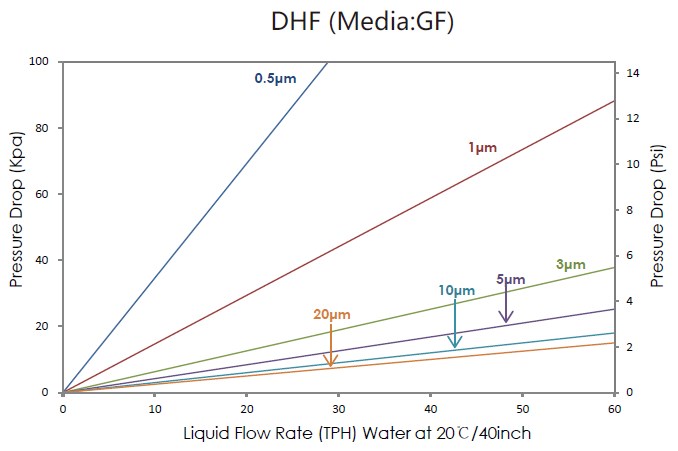 DHF (Media:GF)
100
80
60
40
20
0
Pressure Drop (Kpa)
0.5µm
1µm
3µm
5µm
10µm
20µm
14
12
10
8
6
4
2
0
Pressure Drop (Psi)
0
10
20
30
40
50
60
Liquid Flow Rate (TPH) Water at 20℃/40inch